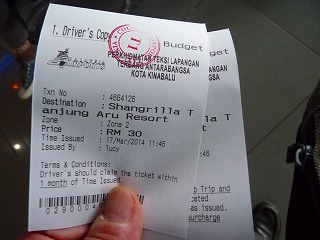 1. Driver's Copy
Budget
PERKHIDMATAN TEKSI LAPANGAN
TERBANG ANTARABANGSA
KOTA KINABALU
Txn No : 4664126
Destination : Shangrilla T
anjung Aru Resort
Zone : Zone 2
Price : RM 30
Time Issued : 17/Mar/2014 11:46
Issued By : lucy
Terms & Conditions:
Driver's should claim the ticket within
1 month of Time Issued.
Trip and
was issued.
surcharge